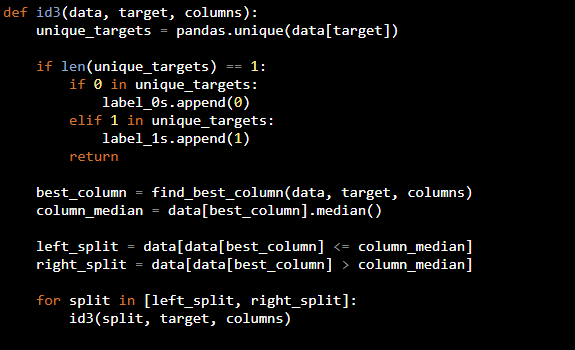 def id3(data, target, columns):
    unique_targets = pandas.unique(data[target])

    if len(unique_targets) == 1:
        if 0 in unique_targets:
            label_0s.append(0)
        elif 1 in unique_targets:
            label_1s.append(1)
        return

    best_column = find_best_column(data, target, columns)
    column_median = data[best_column].median()

    left_split = data[data[best_column] <= column_median]
    right_split = data[data[best_column] > column_median]

    for split in [left_split, right_split]:
        id3(split, target, columns)